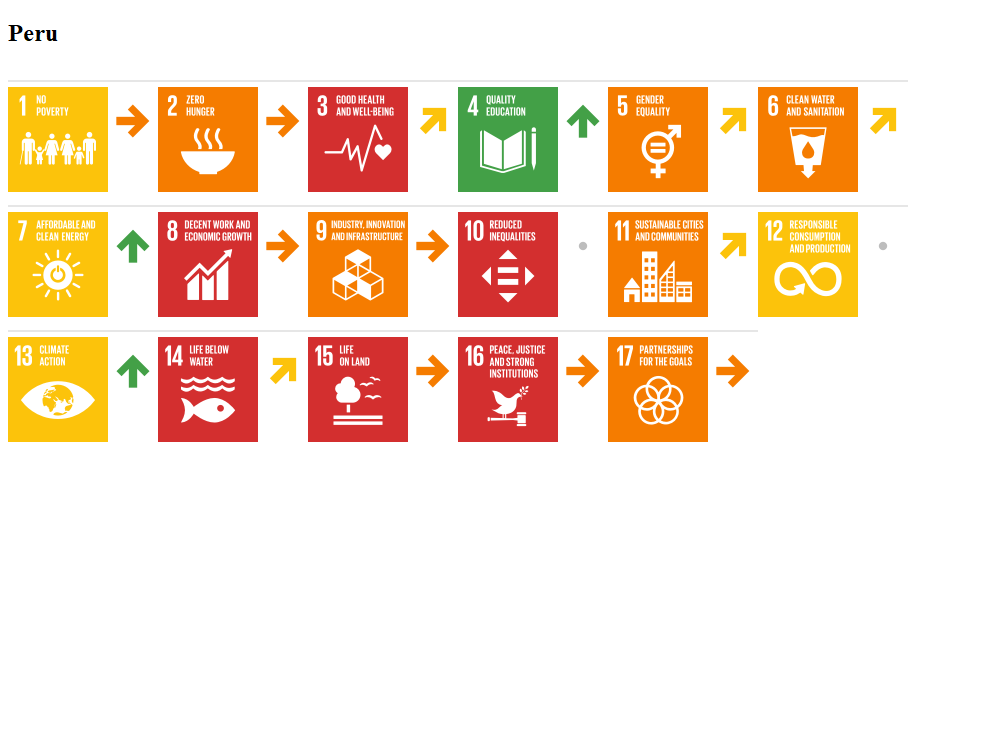 Peru
1 NO
POVERTY
2 ZERO
HUNGER
3 GOOD HEALTH
AND WELL-BEING
4 QUALITY
EDUCATION
5 GENDER
EQUALITY
6 CLEAN WATER
AND SANITATION
7 AFFORDABLE AND
CLEAN ENERGY
8 DECENT WORK AND
ECONOMIC GROWTH
9 INDUSTRY, INNOVATION
AND INFRASTRUCTURE
10 REDUCED
INEQUALITIES
11 SUSTAINABLE CITIES
AND COMMUNITIES
12 RESPONSIBLE
CONSUMPTION
AND PRODUCTION
13 CLIMATE
ACTION
14 LIFE BELOW
WATER
15 LIFE
ON LAND
16 PEACE, JUSTICE
AND STRONG
INSTITUTIONS
17 PARTNERSHIPS
FOR THE GOALS